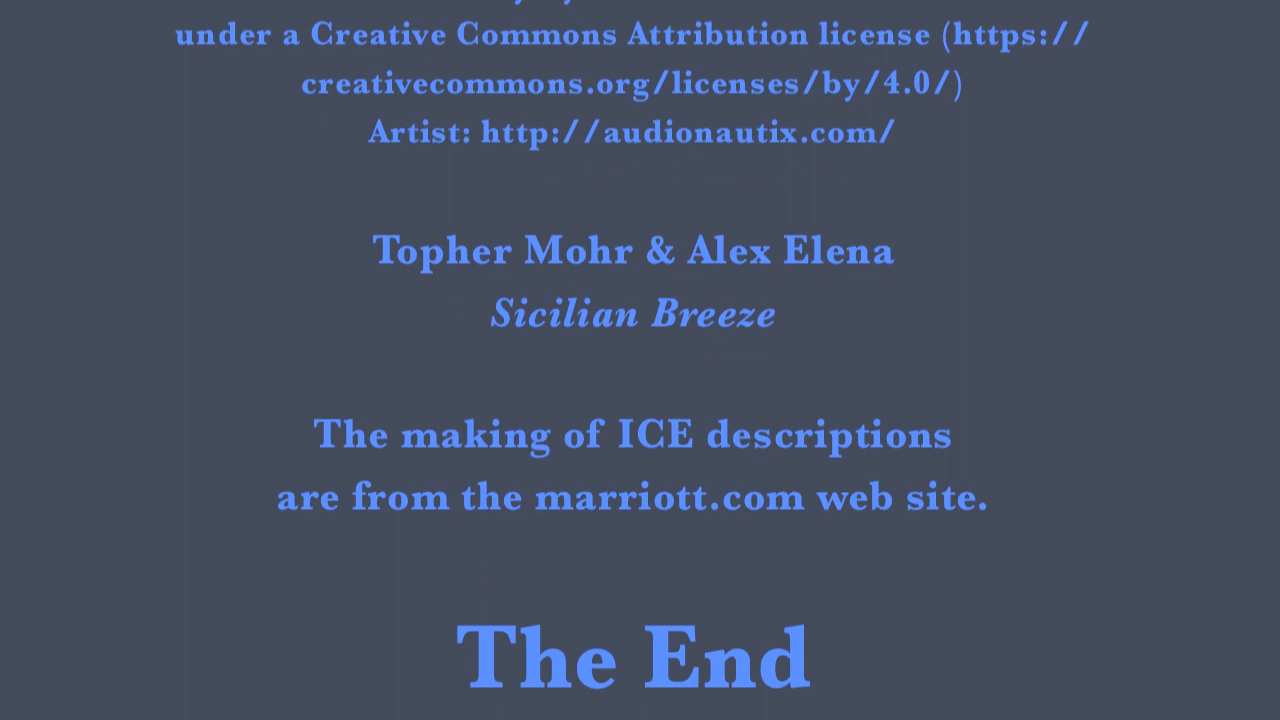 under a Creative Commons Attribution license (https://
creativecommons.org/licenses/by/4.0/)
Artist: http://audionautix.com/
Topher Mohr & Alex Elena
Sicilian Breeze
The making of ICE descriptions
are from the marriott.com web site.
The End